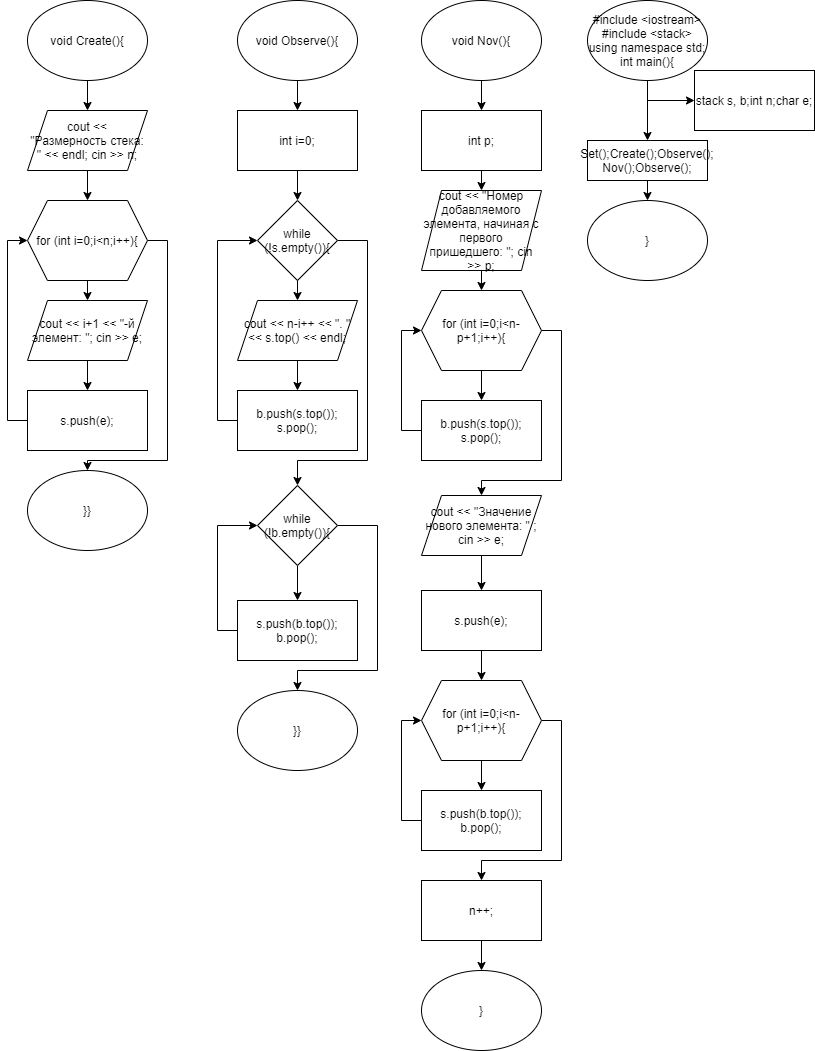 void Create(){
cout <<
"Размерность стека:
" << endl; cin >> n;
for (int i=0;i<n;i++){
cout << i+1 << "-й
элемент: "; cin >> e;
s.push(e);
}}
void Observe(){
int i=0;
while
(!s.empty()){
cout << n-i++ << ". "
<< s.top() << endl;
b.push(s.top());
s.pop();
while
(!b.empty()){
s.push(b.top());
b.pop();
}}
void Nov(){
int p;
cout << "Номер
добавляемого
элемента, начиная с
первого
пришедшего: "; cin
>> p;
for (int i=0;i<n-
p+1;i++){
b.push(s.top());
s.pop();
cout << "Значение
нового элемента: " ;
cin >> e;
s.push(e);
for (int i=0;i<n-
p+1;i++){
s.push(b.top());
b.pop();
n++;
}
#include <iostream>
#include <stack>
using namespace std;
int main(){
stack s, b;int n;char e;
Set();Create();Observe();
Nov();Observe();
}